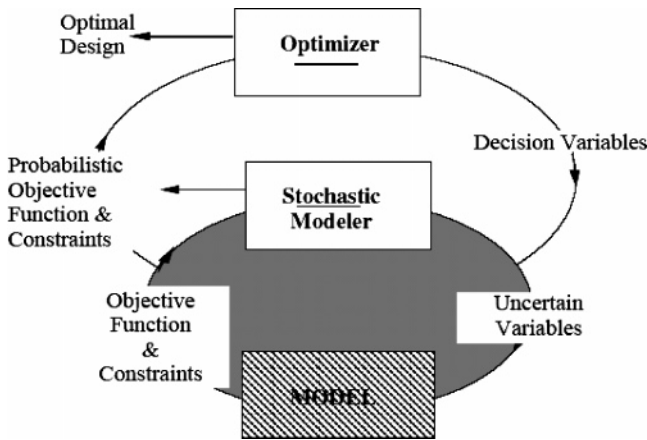 Optimal
Design
Optimizer
Decision Variables
Probabilistic
Objective
Function &
Constraints
Stochastic
Modeler
Objective
Function
&
Constraints
Uncertain
Variables
MODEL